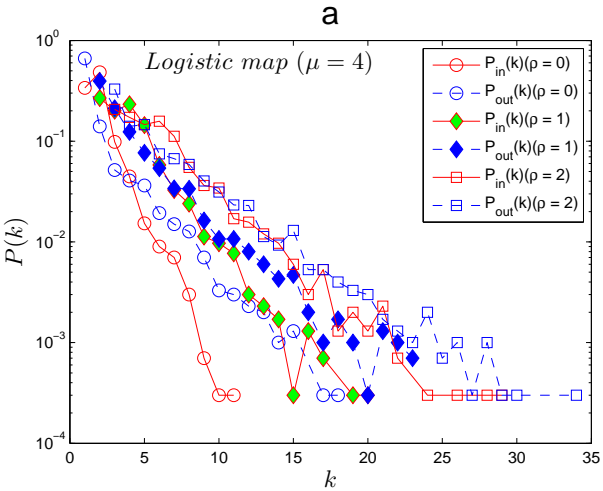 a
Logistic map (μ = 4)
P_in(k)(ρ = 0)
P_out(k)(ρ = 0)
P_in(k)(ρ = 1)
P_out(k)(ρ = 1)
P_in(k)(ρ = 2)
P_out(k)(ρ = 2)
P(k)
10^0
10^-1
10^-2
10^-3
10^-4
0 5 10 15 20 25 30 35
k